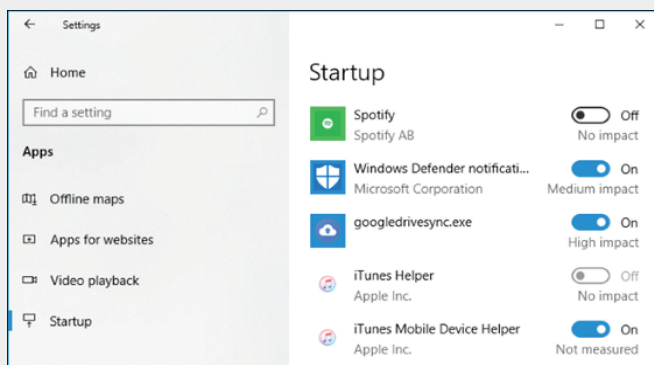 Settings
Home
Find a setting
Apps
Offline maps
Apps for websites
Video playback
Startup
Startup
Spotify
Off
Spotify AB
No impact
Windows Defender notificati...
On
Microsoft Corporation
Medium impact
googledrivesync.exe
On
High impact
iTunes Helper
Off
Apple Inc.
No impact
iTunes Mobile Device Helper
On
Apple Inc.
Not measured